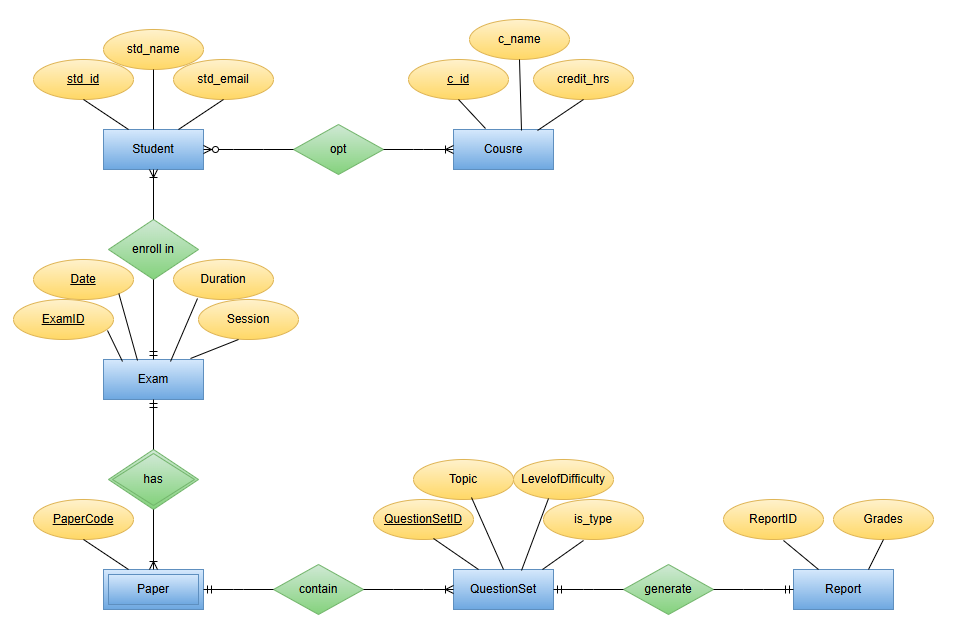 c_name
std_name
std_id
std_email
c_id
credit_hrs
Student
opt
Cousre
enroll in
Date
Duration
ExamID
Session
Exam
has
Topic
LevelofDifficulty
PaperCode
QuestionSetID
is_type
ReportID
Grades
Paper
contain
QuestionSet
generate
Report